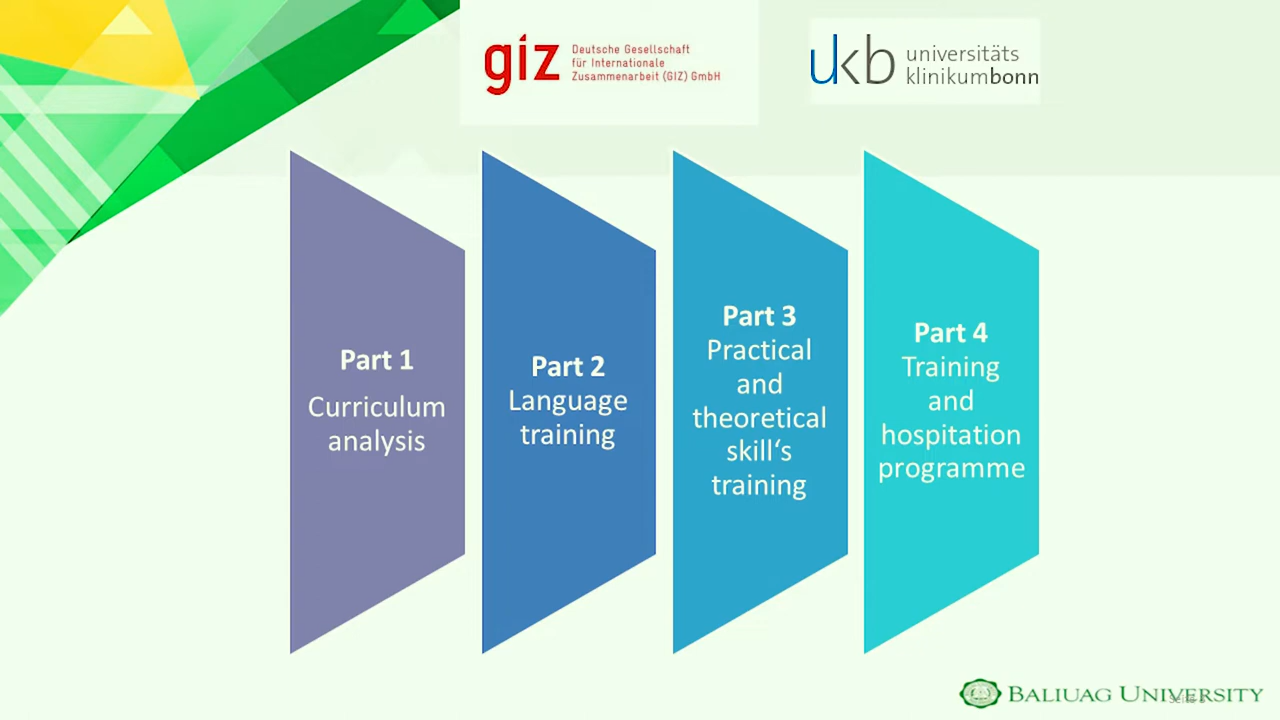 giz
Deutsche Gesellschaft
für Internationale
Zusammenarbeit (GIZ) GmbH
ukb
universitäts
klinikumbonn
Part 1
Curriculum
analysis
Part 2
Language
training
Part 3
Practical
and
theoretical
skill‘s
training
Part 4
Training
and
hospitation
programme
BALIUAG UNIVERSITY